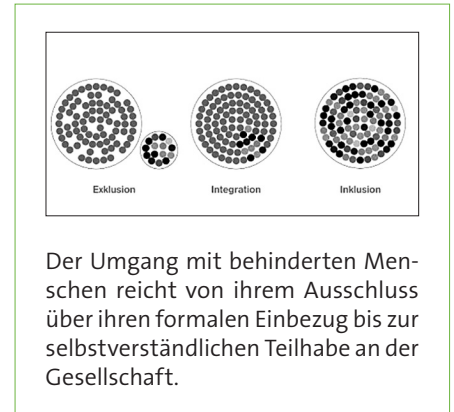 Exklusion Integration Inklusion
Der Umgang mit behinderten Men-
schen reicht von ihrem Ausschluss
über ihren formalen Einbezug bis zur
selbstverständlichen Teilhabe an der
Gesellschaft.